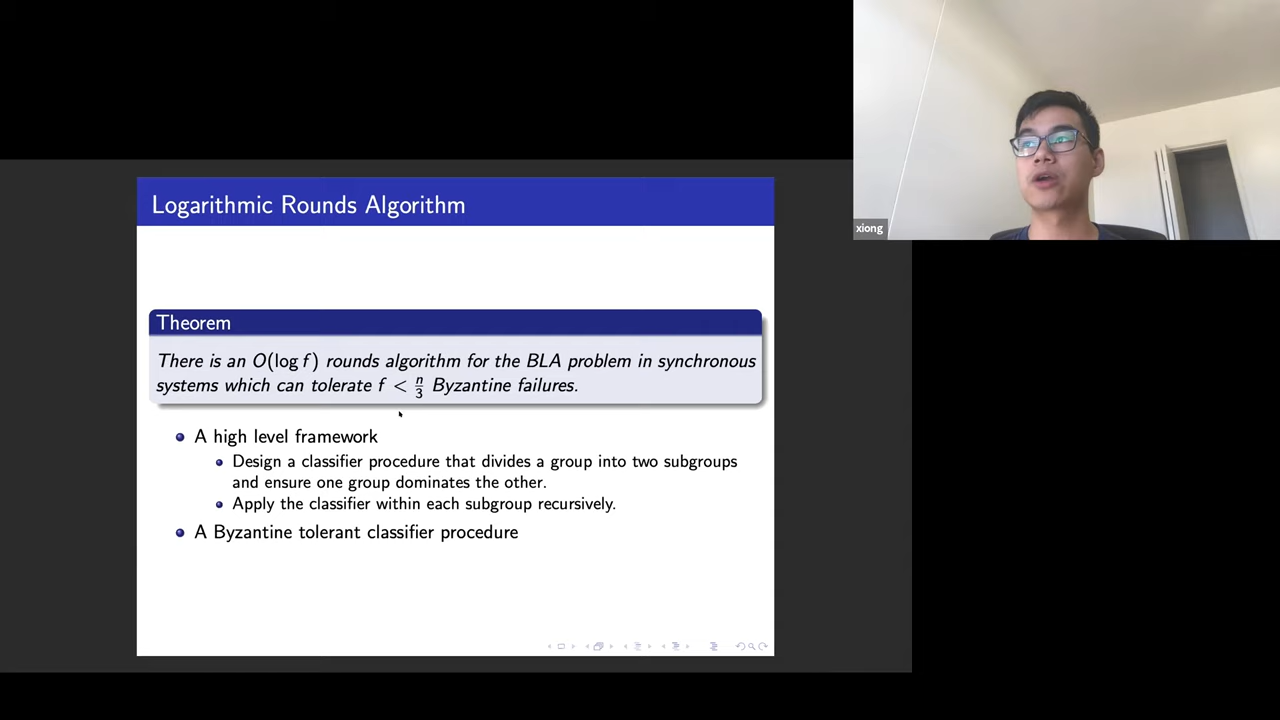 Logarithmic Rounds Algorithm
Theorem
There is an O(log f) rounds algorithm for the BLA problem in synchronous
systems which can tolerate f < n/3 Byzantine failures.
A high level framework
Design a classifier procedure that divides a group into two subgroups
and ensure one group dominates the other.
Apply the classifier within each subgroup recursively.
A Byzantine tolerant classifier procedure
xiong